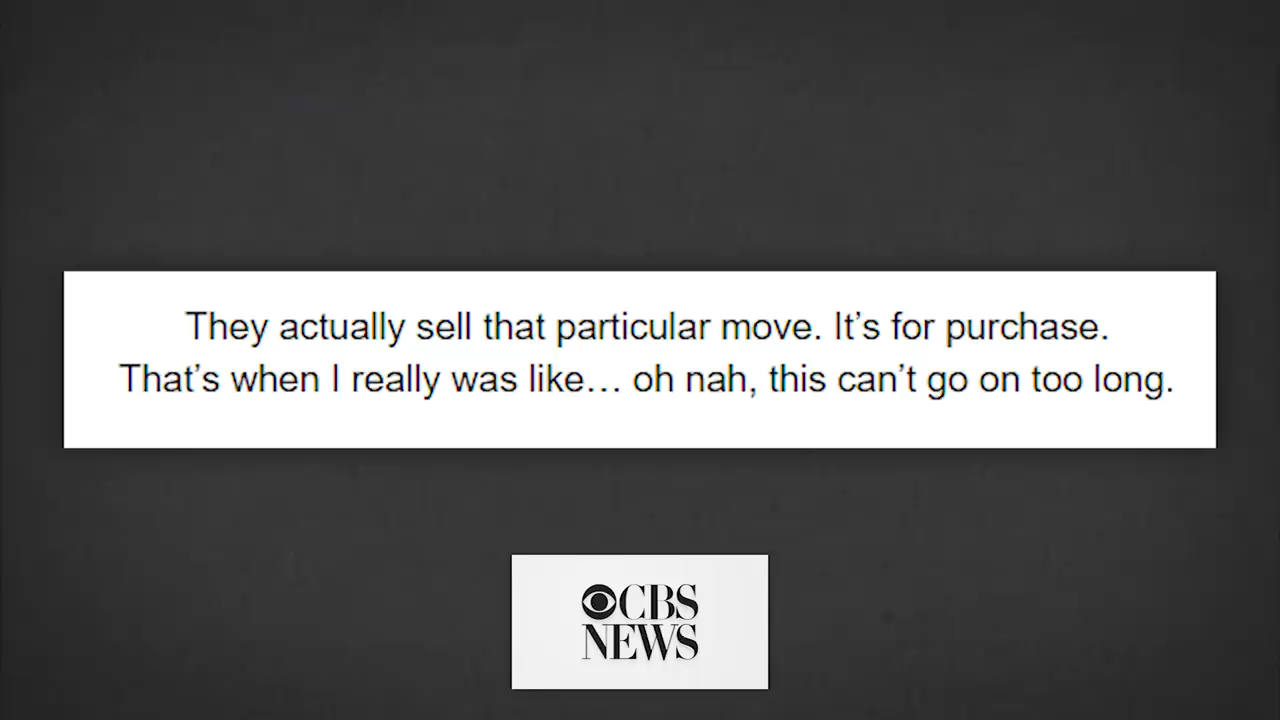 They actually sell that particular move. It’s for purchase.
That’s when I really was like… oh nah, this can’t go on too long.
CBS
NEWS